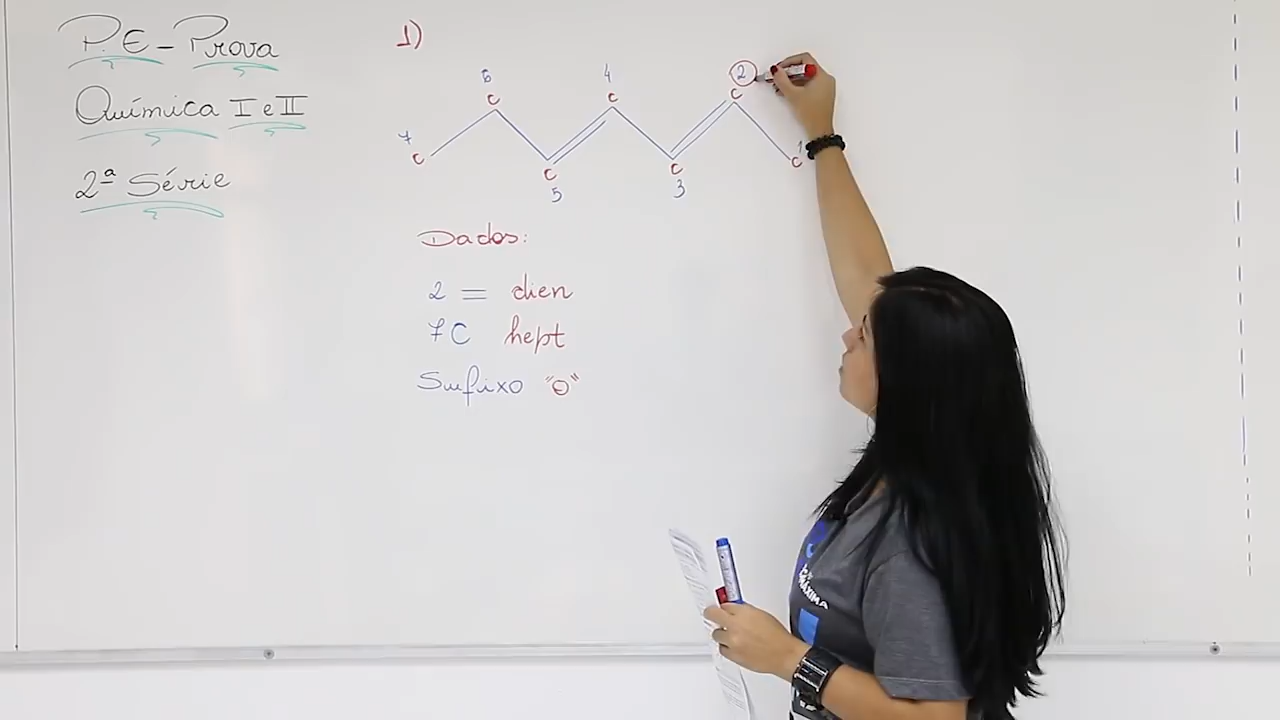 P.E - Prova
Química I e II
2ª Série
1)
6 4 2
C C C
7 1
C C C C
5 3
Dados:
2 = dien
7C hept
Sufixo "O"